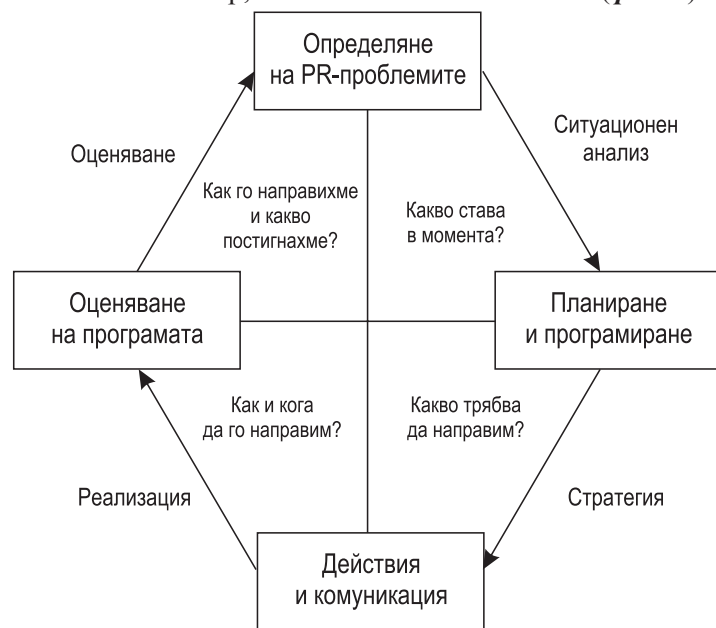 Определяне
на PR-проблемите
Ситуационен
анализ
Оценяване
Как го направихме
и какво
постигнахме?
Какво става
в момента?
Оценяване
на програмата
Планиране
и програмиране
Как и кога
да го направим?
Какво трябва
да направим?
Реализация
Стратегия
Действия
и комуникация